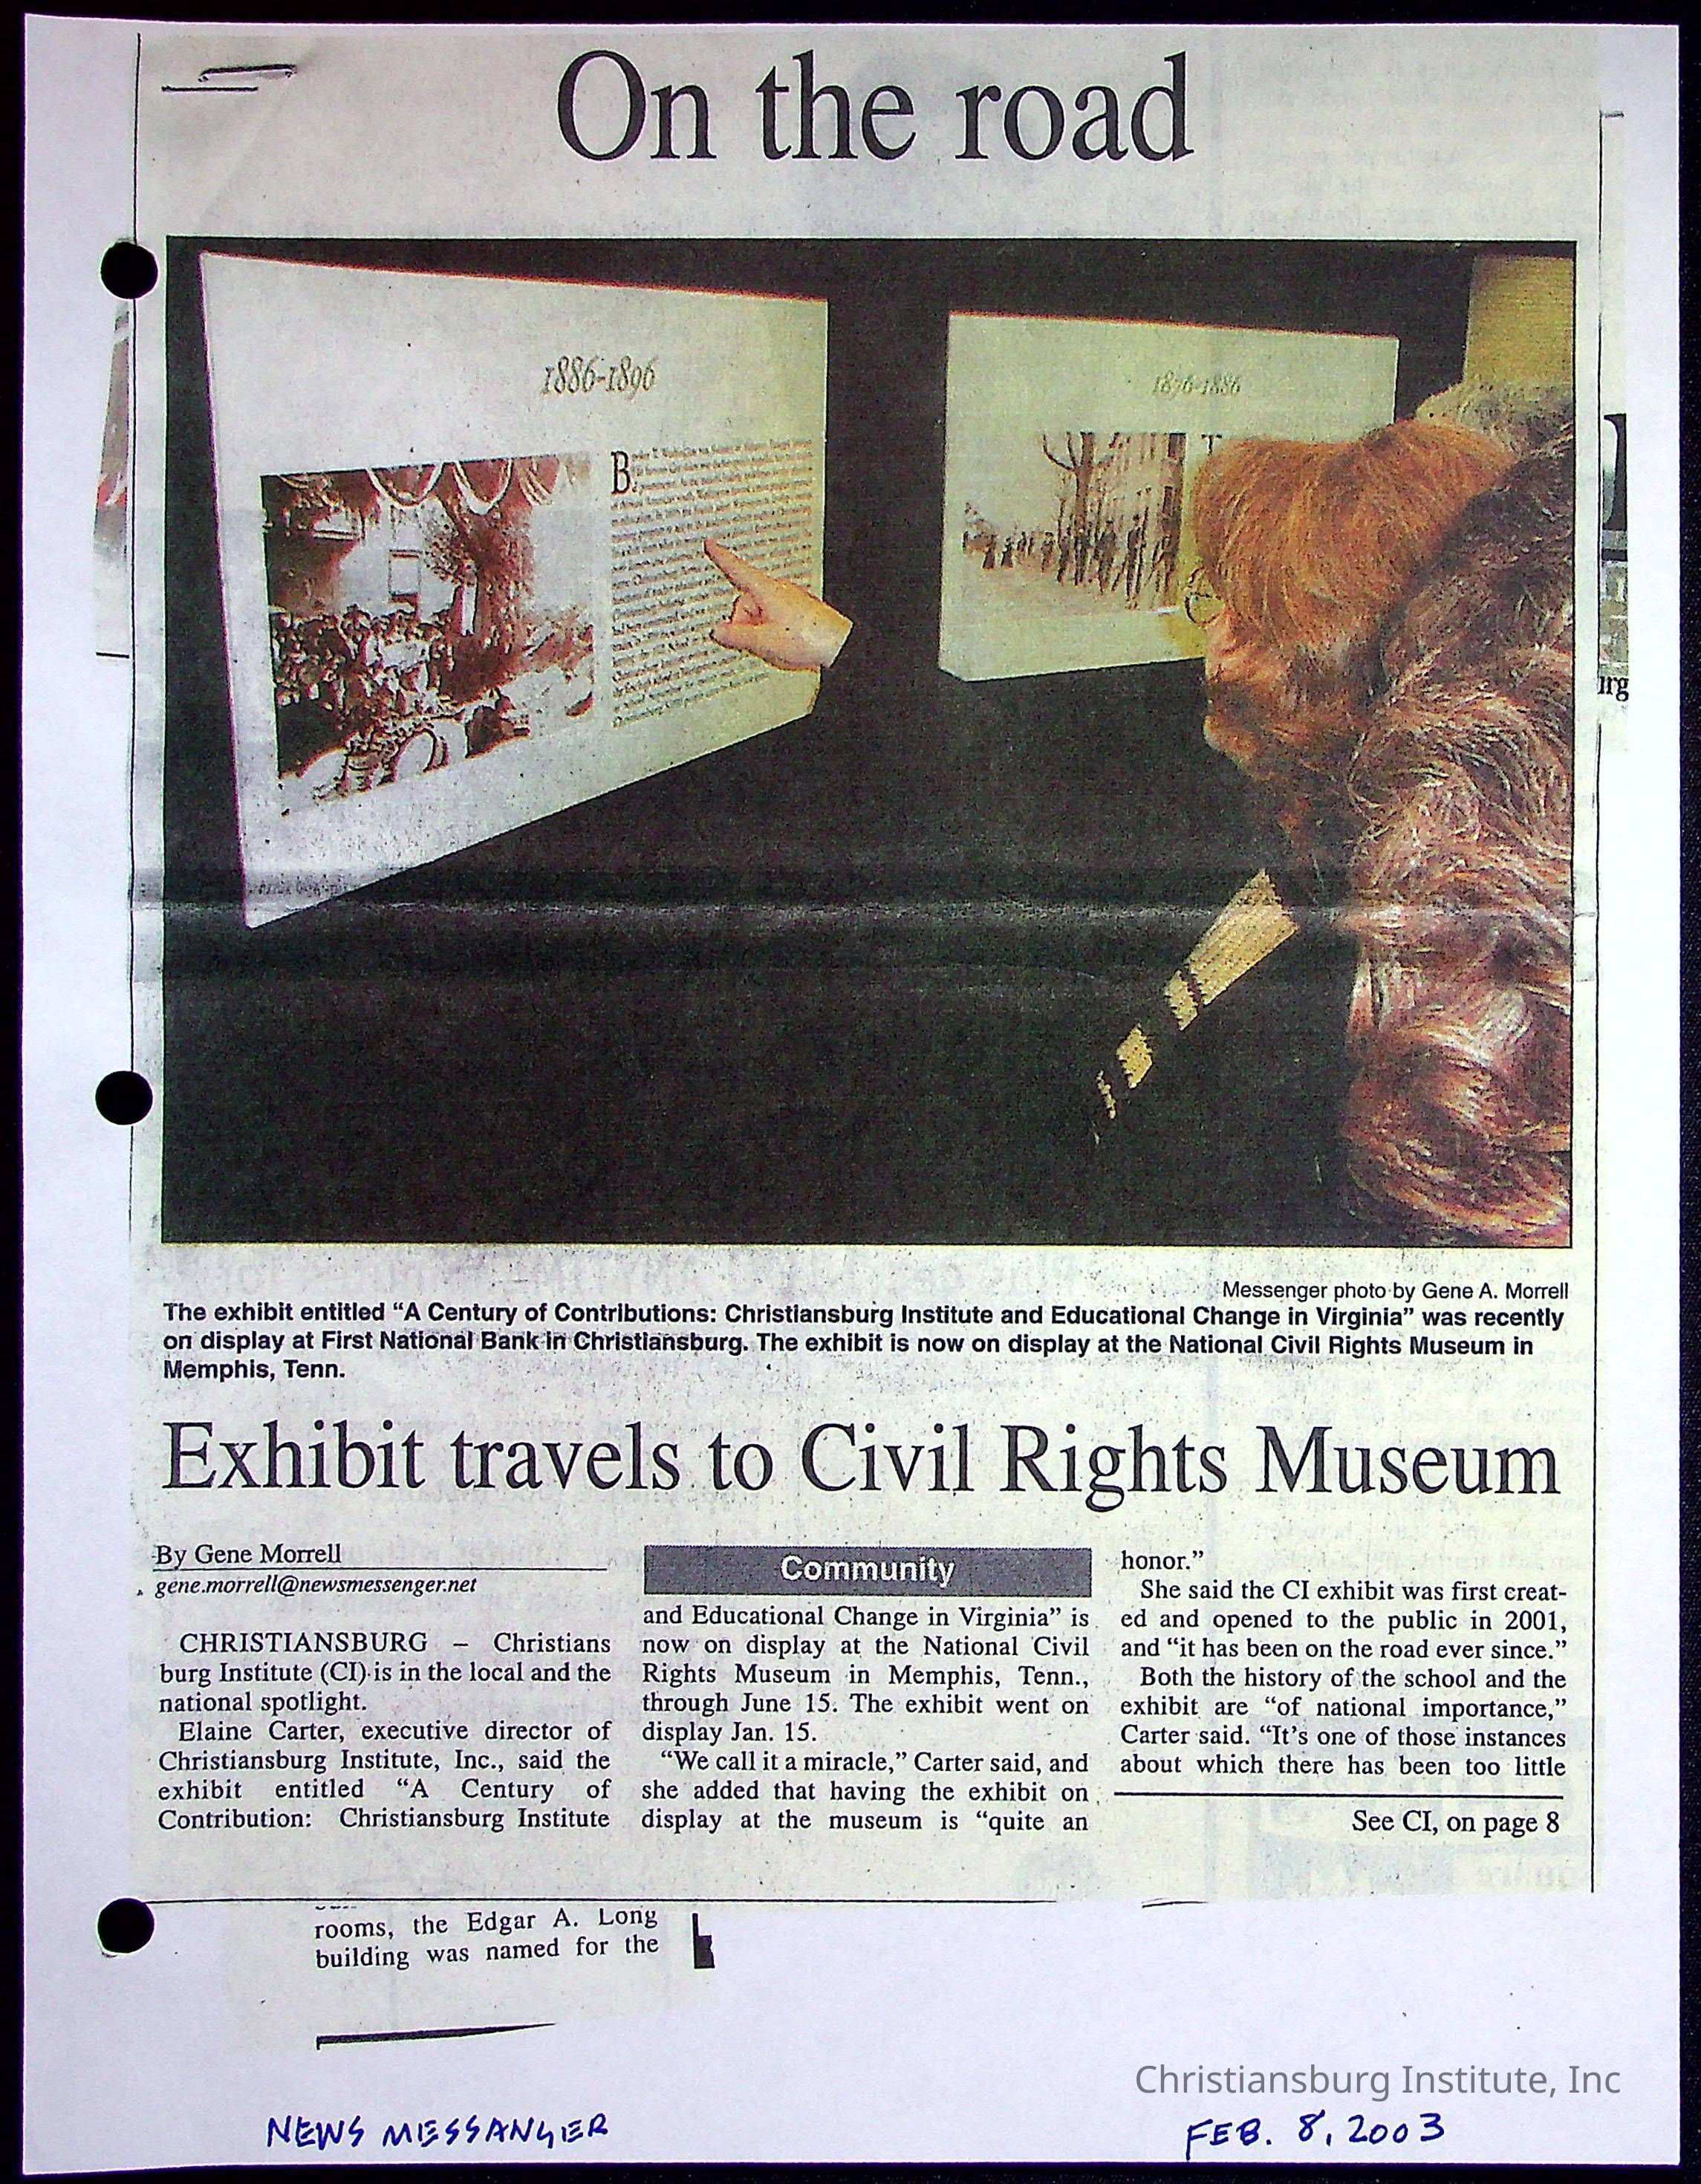 On the road
1886-1896
1876-1886
B
Messenger photo by Gene A. Morrell
The exhibit entitled “A Century of Contributions: Christiansburg Institute and Educational Change in Virginia” was recently
on display at First National Bank in Christiansburg. The exhibit is now on display at the National Civil Rights Museum in
Memphis, Tenn.
Exhibit travels to Civil Rights Museum
By Gene Morrell
gene.morrell@newsmessenger.net
CHRISTIANSBURG – Christians
burg Institute (CI) is in the local and the
national spotlight.
Elaine Carter, executive director of
Christiansburg Institute, Inc., said the
exhibit entitled “A Century of
Contribution: Christiansburg Institute
Community
and Educational Change in Virginia” is
now on display at the National Civil
Rights Museum in Memphis, Tenn.,
through June 15. The exhibit went on
display Jan. 15.
“We call it a miracle,” Carter said, and
she added that having the exhibit on
display at the museum is “quite an
honor.”
She said the CI exhibit was first creat-
ed and opened to the public in 2001,
and “it has been on the road ever since.”
Both the history of the school and the
exhibit are “of national importance,”
Carter said. “It’s one of those instances
about which there has been too little
See CI, on page 8
urg
rooms, the Edgar A. Long
building was named for the
Christiansburg Institute, Inc
NEWS MESSANGER
FEB. 8, 2003